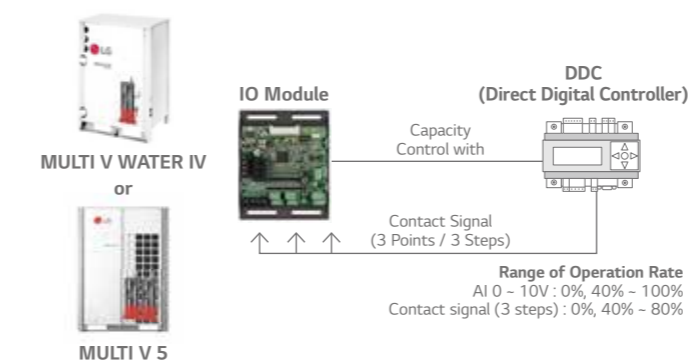 LG
MULTI V WATER IV
or
LG
MULTI V 5
IO Module
DDC
(Direct Digital Controller)
Capacity
Control with
Contact Signal
(3 Points / 3 Steps)
Range of Operation Rate
AI 0 ~ 10V : 0%, 40% ~ 100%
Contact signal (3 steps) : 0%, 40% ~ 80%